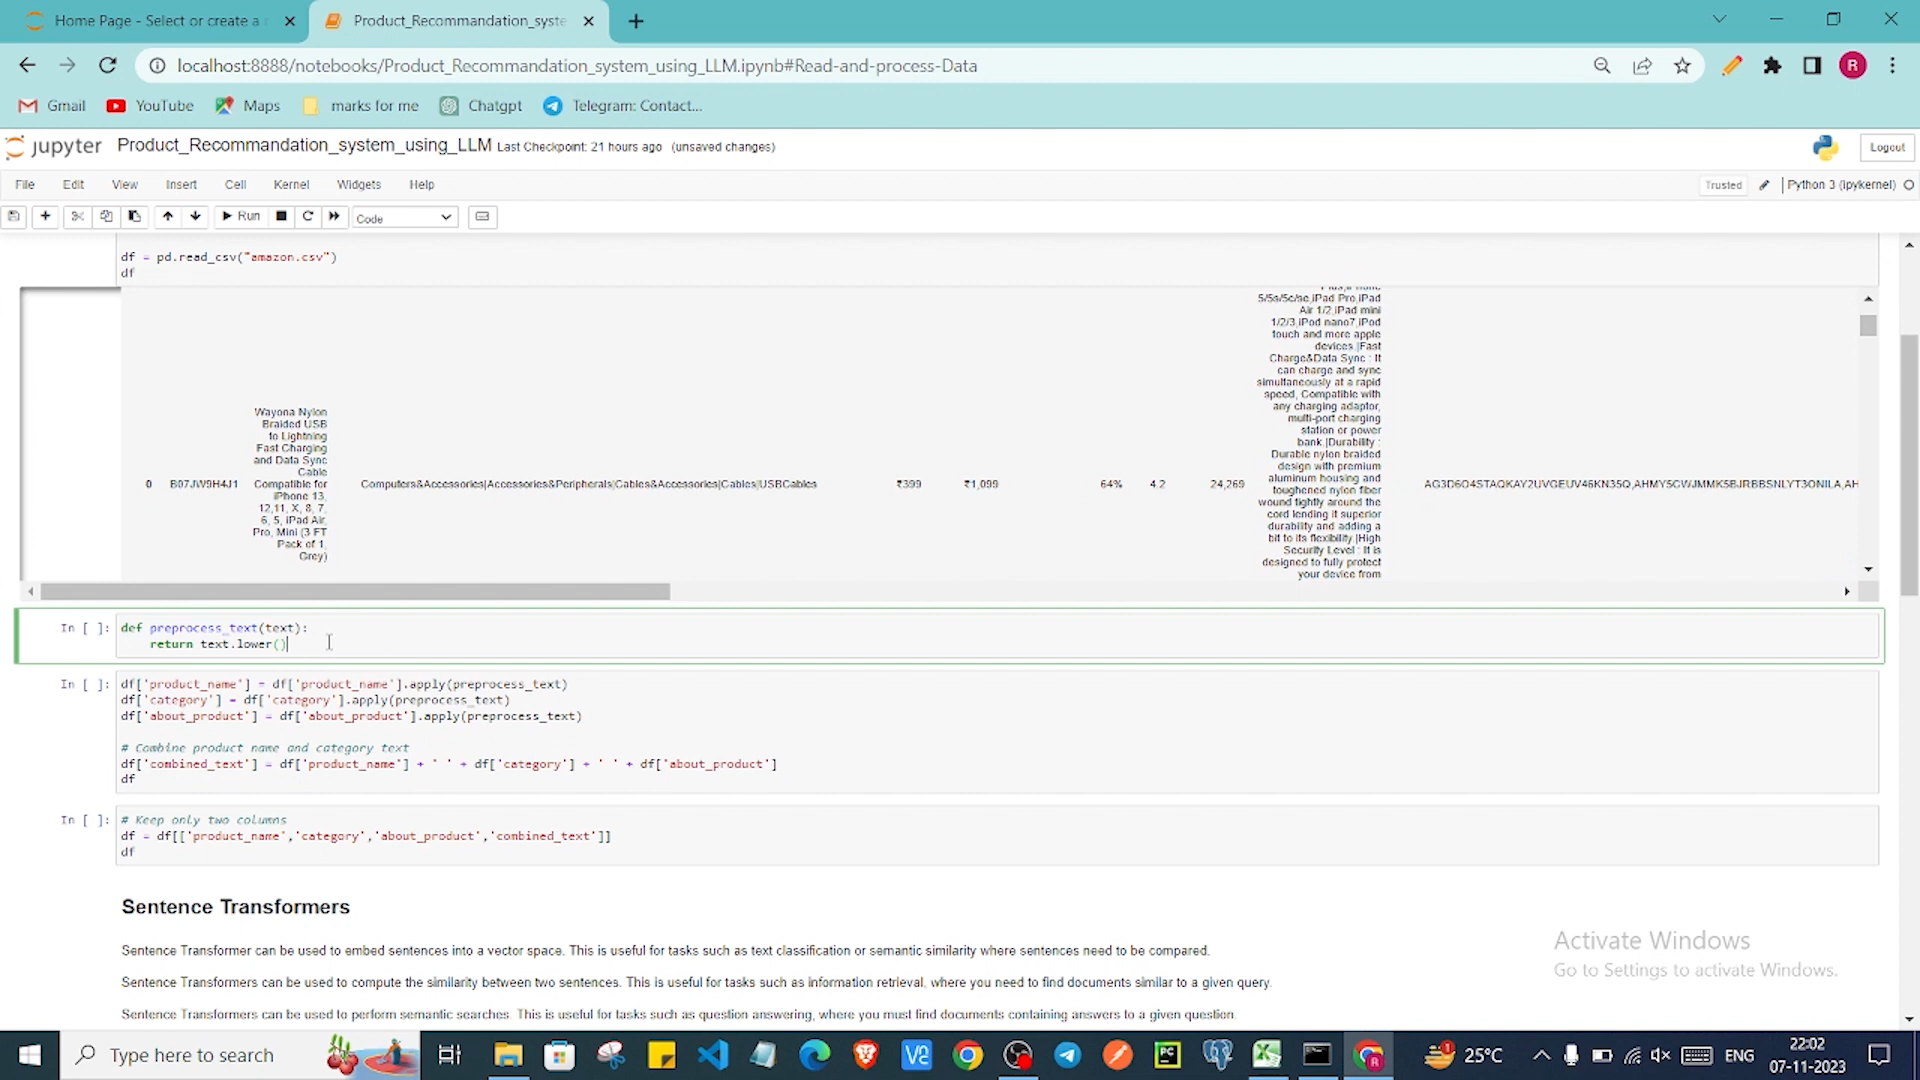 Home Page - Select or create a
Product_Recommandation_syste
localhost:8888/notebooks/Product_Recommandation_system_using_LLM.ipynb#Read-and-process-Data
R
Gmail
YouTube
Maps
marks for me
Chatgpt
Telegram: Contact...
jupyter
Product_Recommandation_system_using_LLM Last Checkpoint: 21 hours ago (unsaved changes)
Logout
File Edit View Insert Cell Kernel Widgets Help
Trusted
Python 3 (ipykernel)
Run
Code
df = pd.read_csv("amazon.csv")
df
5/5s/5c/se,iPad Pro,iPad
Air 1/2,iPad mini
1/2/3,iPod nano7,iPod
touch and more apple
devices.|Fast
Charge&Data Sync : It
can charge and sync
simultaneously at a rapid
speed, Compatible with
any charging adaptor,
multi-port charging
station or power
bank.|Durability :
Durable nylon braided
design with premium
aluminum housing and
toughened nylon fiber
wound tightly around the
cord lending it superior
durability and adding a
bit to its flexibility.|High
Security Level : It is
designed to fully protect
your device from
Wayona Nylon
Braided USB
to Lightning
Fast Charging
and Data Sync
Cable
Compatible for
iPhone 13,
12,11, X, 8, 7,
6, 5, iPad Air,
Pro, Mini (3 FT
Pack of 1,
Grey)
0 B07JW9H4J1 Computers&Accessories|Accessories&Peripherals|Cables&Accessories|Cables|USBCables ₹399 ₹1,099 64% 4.2 24,269
In [ ]: def preprocess_text(text):
return text.lower()
In [ ]: df['product_name'] = df['product_name'].apply(preprocess_text)
df['category'] = df['category'].apply(preprocess_text)
df['about_product'] = df['about_product'].apply(preprocess_text)
# Combine product name and category text
df['combined_text'] = df['product_name'] + ' ' + df['category'] + ' ' + df['about_product']
df
In [ ]: # Keep only two columns
df = df[['product_name','category','about_product','combined_text']]
df
Sentence Transformers
Sentence Transformer can be used to embed sentences into a vector space. This is useful for tasks such as text classification or semantic similarity where sentences need to be compared.
Sentence Transformers can be used to compute the similarity between two sentences. This is useful for tasks such as information retrieval, where you need to find documents similar to a given query.
Sentence Transformers can be used to perform semantic searches. This is useful for tasks such as question answering, where you must find documents containing answers to a given question.
Activate Windows
Go to Settings to activate Windows.
Type here to search
25°C
ENG
22:02
07-11-2023